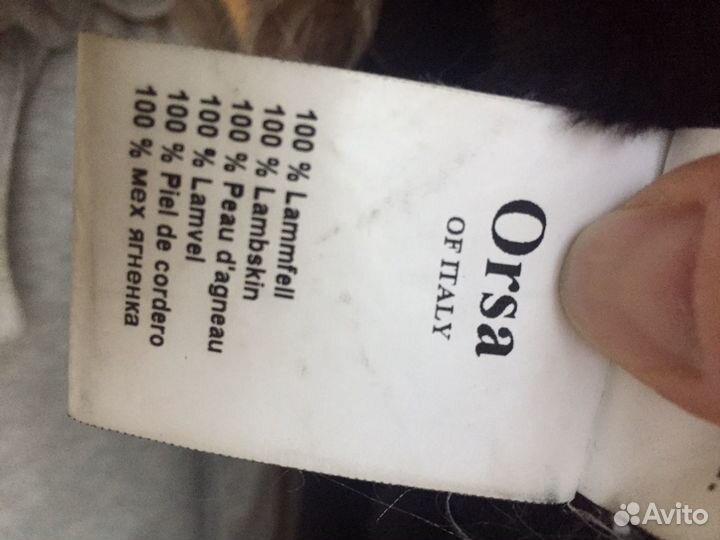 Orsa
OF ITALY
100 % Lammfell
100 % Lambskin
100 % Peau d'agneau
100 % Lamvel
100 % Piel de cordero
100 % мех ягненка
Avito